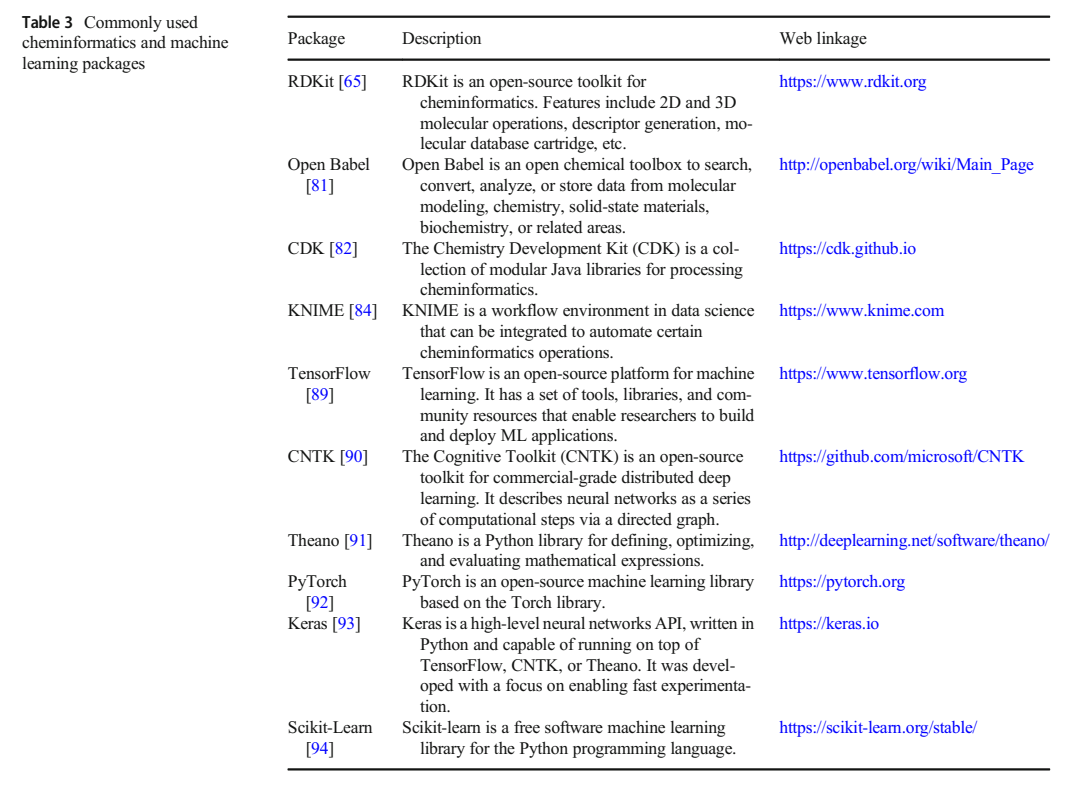 Table 3 Commonly used
cheminformatics and machine
learning packages
Package Description Web linkage
RDKit [65] RDKit is an open-source toolkit for https://www.rdkit.org
cheminformatics. Features include 2D and 3D
molecular operations, descriptor generation, mo-
lecular database cartridge, etc.
Open Babel Open Babel is an open chemical toolbox to search, http://openbabel.org/wiki/Main_Page
[81] convert, analyze, or store data from molecular
modeling, chemistry, solid-state materials,
biochemistry, or related areas.
CDK [82] The Chemistry Development Kit (CDK) is a col- https://cdk.github.io
lection of modular Java libraries for processing
cheminformatics.
KNIME [84] KNIME is a workflow environment in data science https://www.knime.com
that can be integrated to automate certain
cheminformatics operations.
TensorFlow TensorFlow is an open-source platform for machine https://www.tensorflow.org
[89] learning. It has a set of tools, libraries, and com-
munity resources that enable researchers to build
and deploy ML applications.
CNTK [90] The Cognitive Toolkit (CNTK) is an open-source https://github.com/microsoft/CNTK
toolkit for commercial-grade distributed deep
learning. It describes neural networks as a series
of computational steps via a directed graph.
Theano [91] Theano is a Python library for defining, optimizing, http://deeplearning.net/software/theano/
and evaluating mathematical expressions.
PyTorch PyTorch is an open-source machine learning library https://pytorch.org
[92] based on the Torch library.
Keras [93] Keras is a high-level neural networks API, written in https://keras.io
Python and capable of running on top of
TensorFlow, CNTK, or Theano. It was devel-
oped with a focus on enabling fast experimenta-
tion.
Scikit-Learn Scikit-learn is a free software machine learning https://scikit-learn.org/stable/
[94] library for the Python programming language.